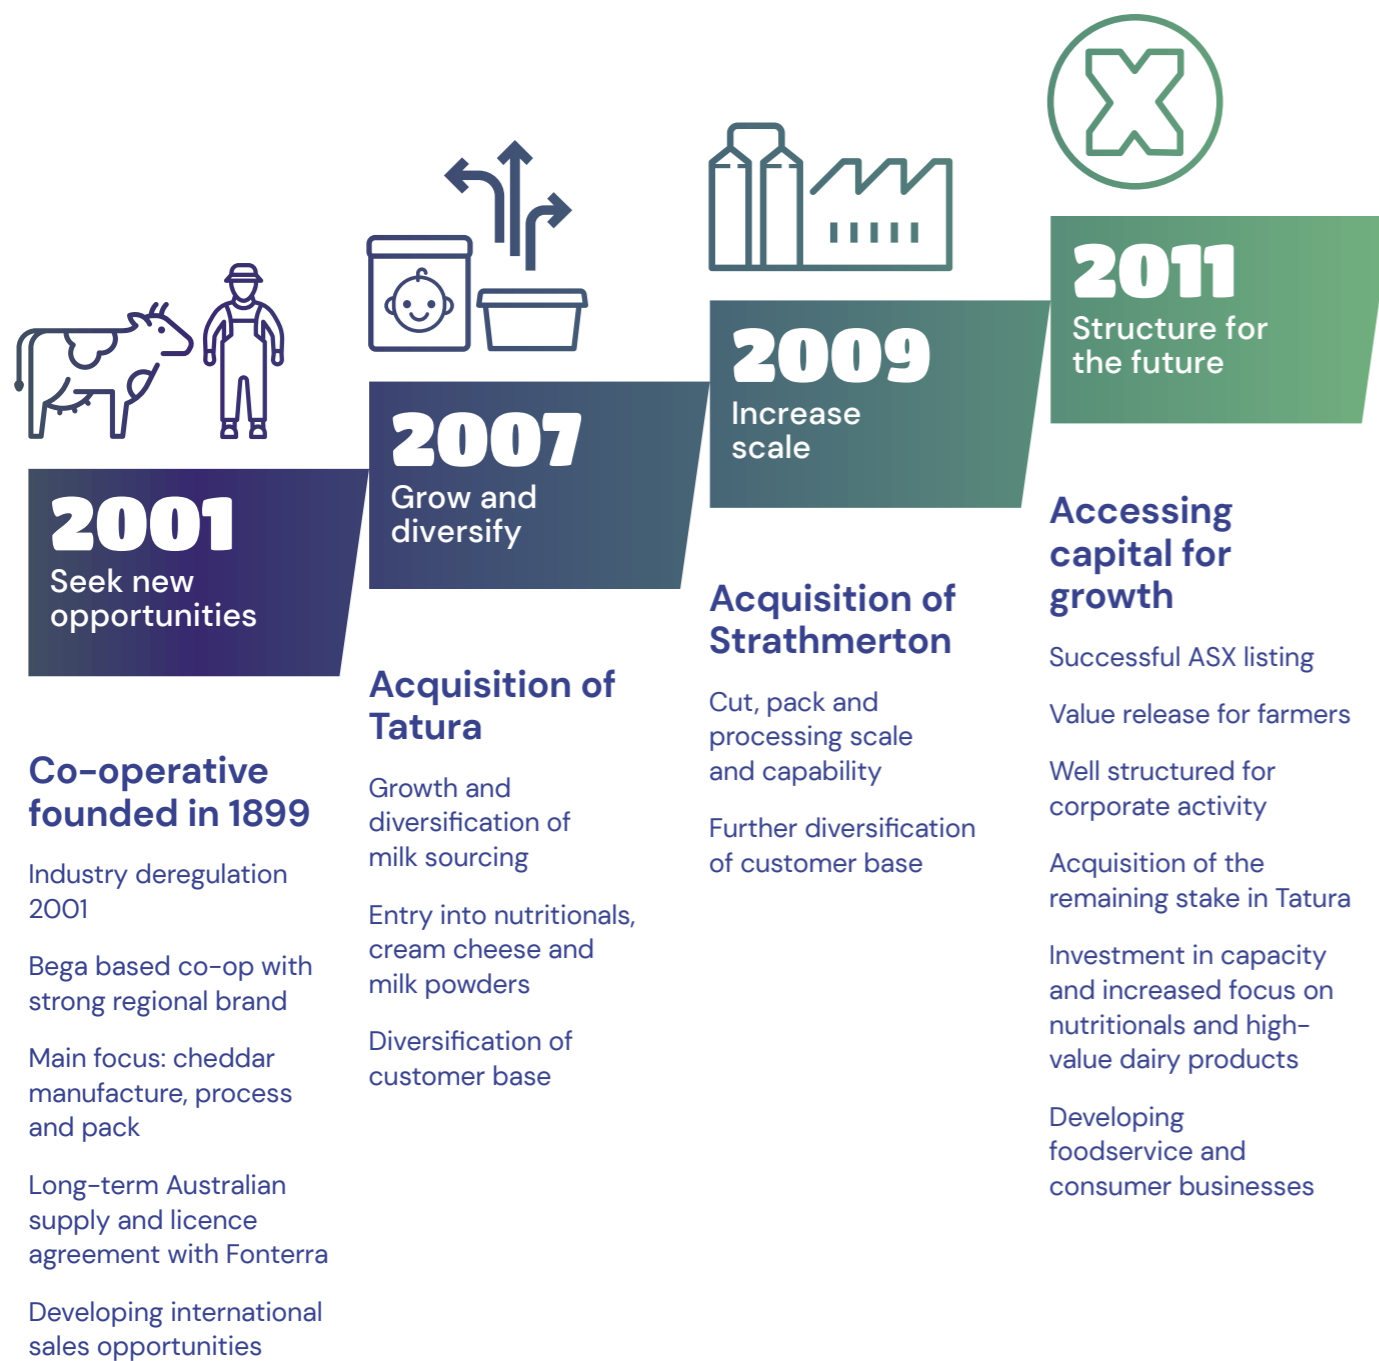 2001
Seek new
opportunities
Co-operative
founded in 1899
Industry deregulation
2001
Bega based co-op with
strong regional brand
Main focus: cheddar
manufacture, process
and pack
Long-term Australian
supply and licence
agreement with Fonterra
Developing international
sales opportunities
2007
Grow and
diversify
Acquisition of
Tatura
Growth and
diversification of
milk sourcing
Entry into nutritionals,
cream cheese and
milk powders
Diversification of
customer base
2009
Increase
scale
Acquisition of
Strathmerton
Cut, pack and
processing scale
and capability
Further diversification
of customer base
X
2011
Structure for
the future
Accessing
capital for
growth
Successful ASX listing
Value release for farmers
Well structured for
corporate activity
Acquisition of the
remaining stake in Tatura
Investment in capacity
and increased focus on
nutritionals and high-
value dairy products
Developing
foodservice and
consumer businesses